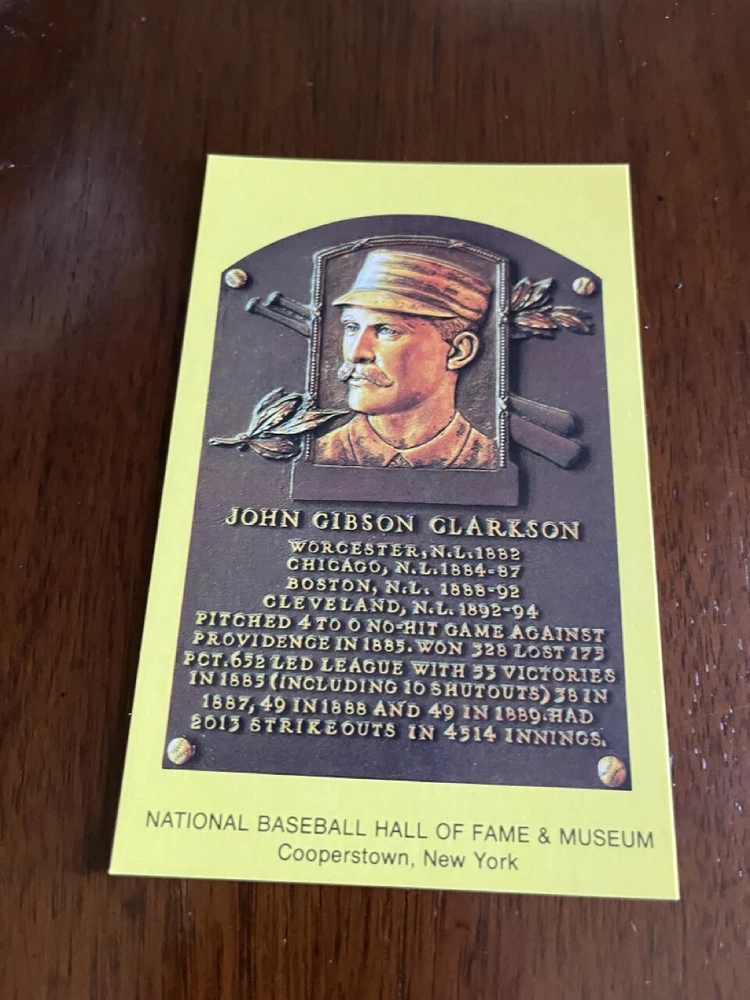 JOHN GIBSON CLARKSON
WORCESTER, N.L. 1882
CHICAGO, N.L. 1884-87
BOSTON, N.L. 1888-92
CLEVELAND, N.L. 1892-94
PITCHED 4 TO 0 NO-HIT GAME AGAINST
PROVIDENCE IN 1885. WON 328 LOST 175
PCT. 652 LED LEAGUE WITH 53 VICTORIES
IN 1885 (INCLUDING 10 SHUTOUTS) 38 IN
1887, 49 IN 1888 AND 49 IN 1889. HAD
2013 STRIKEOUTS IN 4514 INNINGS.
NATIONAL BASEBALL HALL OF FAME & MUSEUM
Cooperstown, New York